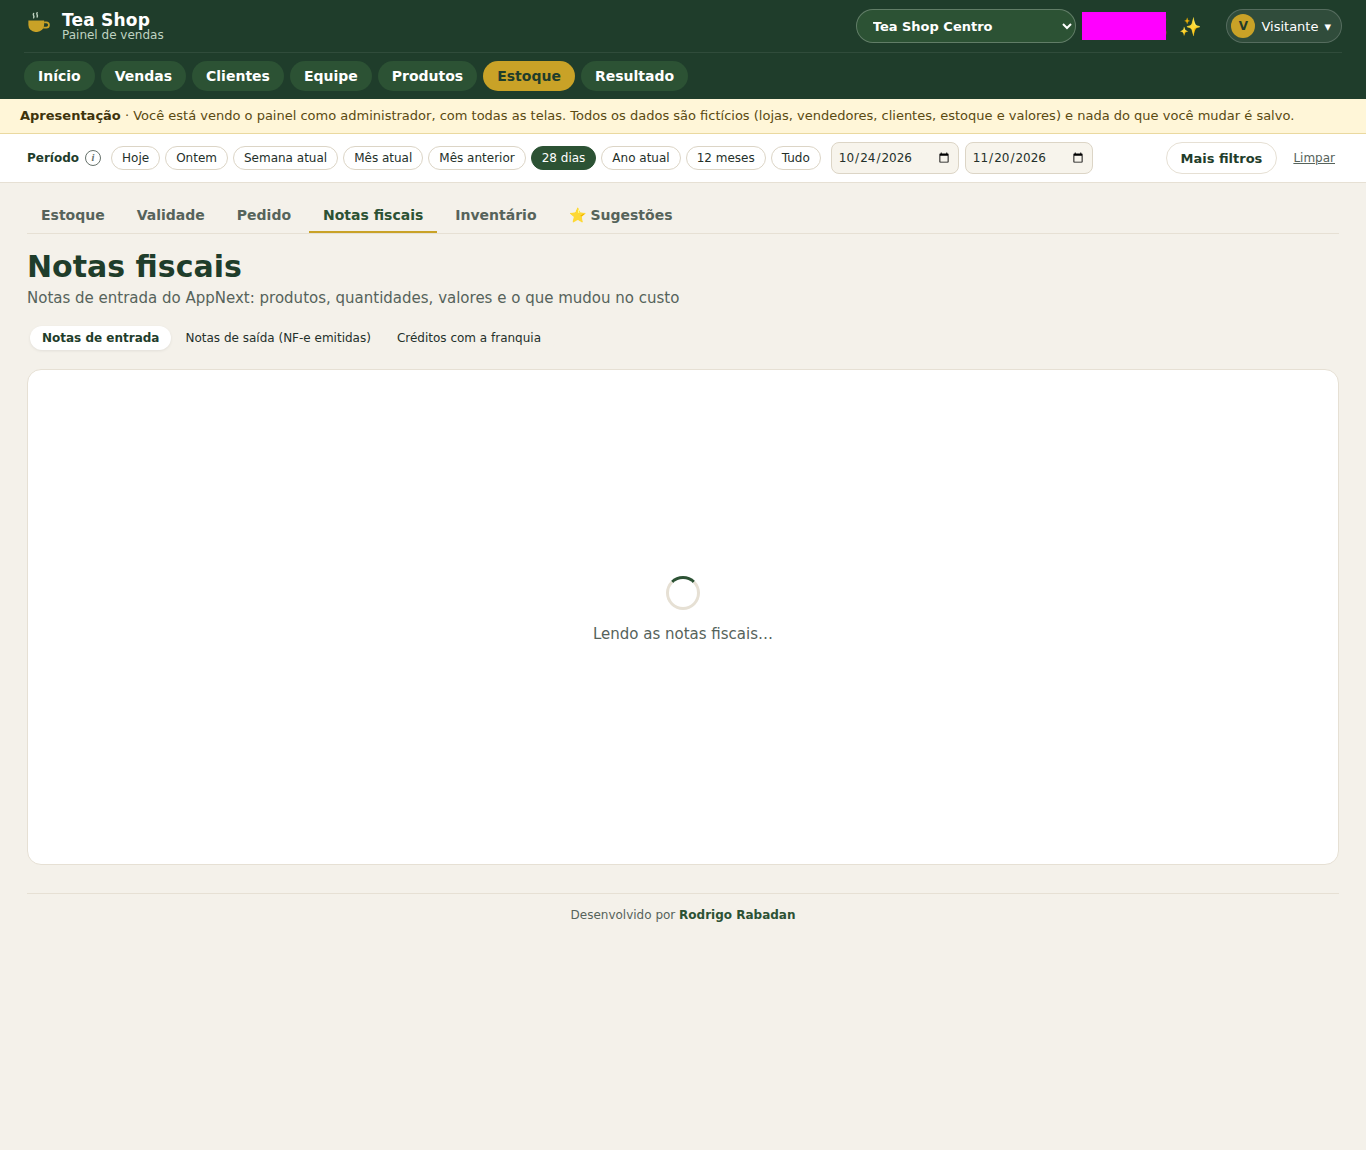 Tea Shop
Painel de vendas
Tea Shop Centro
V Visitante ▾
Início Vendas Clientes Equipe Produtos Estoque Resultado
Apresentação · Você está vendo o painel como administrador, com todas as telas. Todos os dados são fictícios (lojas, vendedores, clientes, estoque e valores) e nada do que você mudar é salvo.
Período i Hoje Ontem Semana atual Mês atual Mês anterior 28 dias Ano atual 12 meses Tudo 10/24/2026 11/20/2026 Mais filtros Limpar
Estoque Validade Pedido Notas fiscais Inventário ⭐ Sugestões
Notas fiscais
Notas de entrada do AppNext: produtos, quantidades, valores e o que mudou no custo
Notas de entrada Notas de saída (NF-e emitidas) Créditos com a franquia
Lendo as notas fiscais…
Desenvolvido por Rodrigo Rabadan